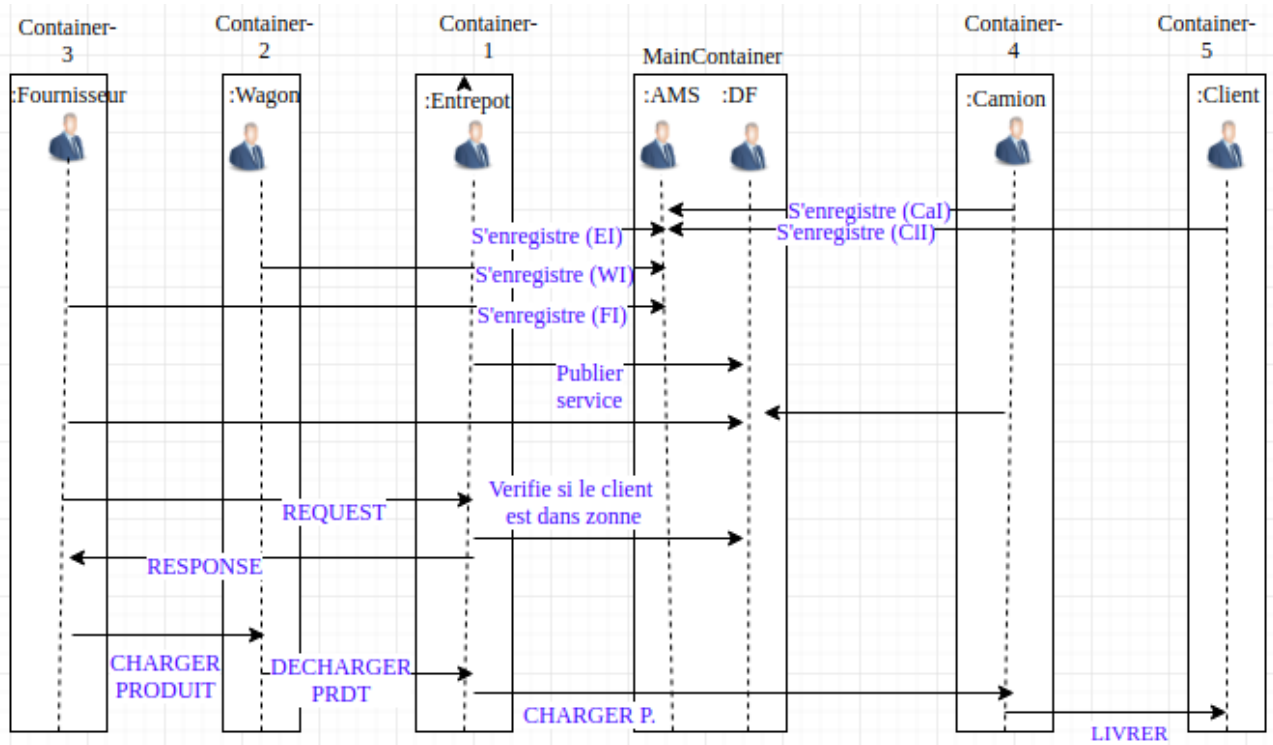 Container-
3
Container-
2
Container-
1
MainContainer
Container-
4
Container-
5
:Fournisseur
:Wagon
:Entrepot
:AMS
:DF
:Camion
:Client
S'enregistre (CaI)
S'enregistre (ClI)
S'enregistre (EI)
S'enregistre (WI)
S'enregistre (FI)
Publier
service
Verifie si le client
est dans zonne
REQUEST
RESPONSE
CHARGER
PRODUIT
DECHARGER
PRDT
CHARGER P.
LIVRER